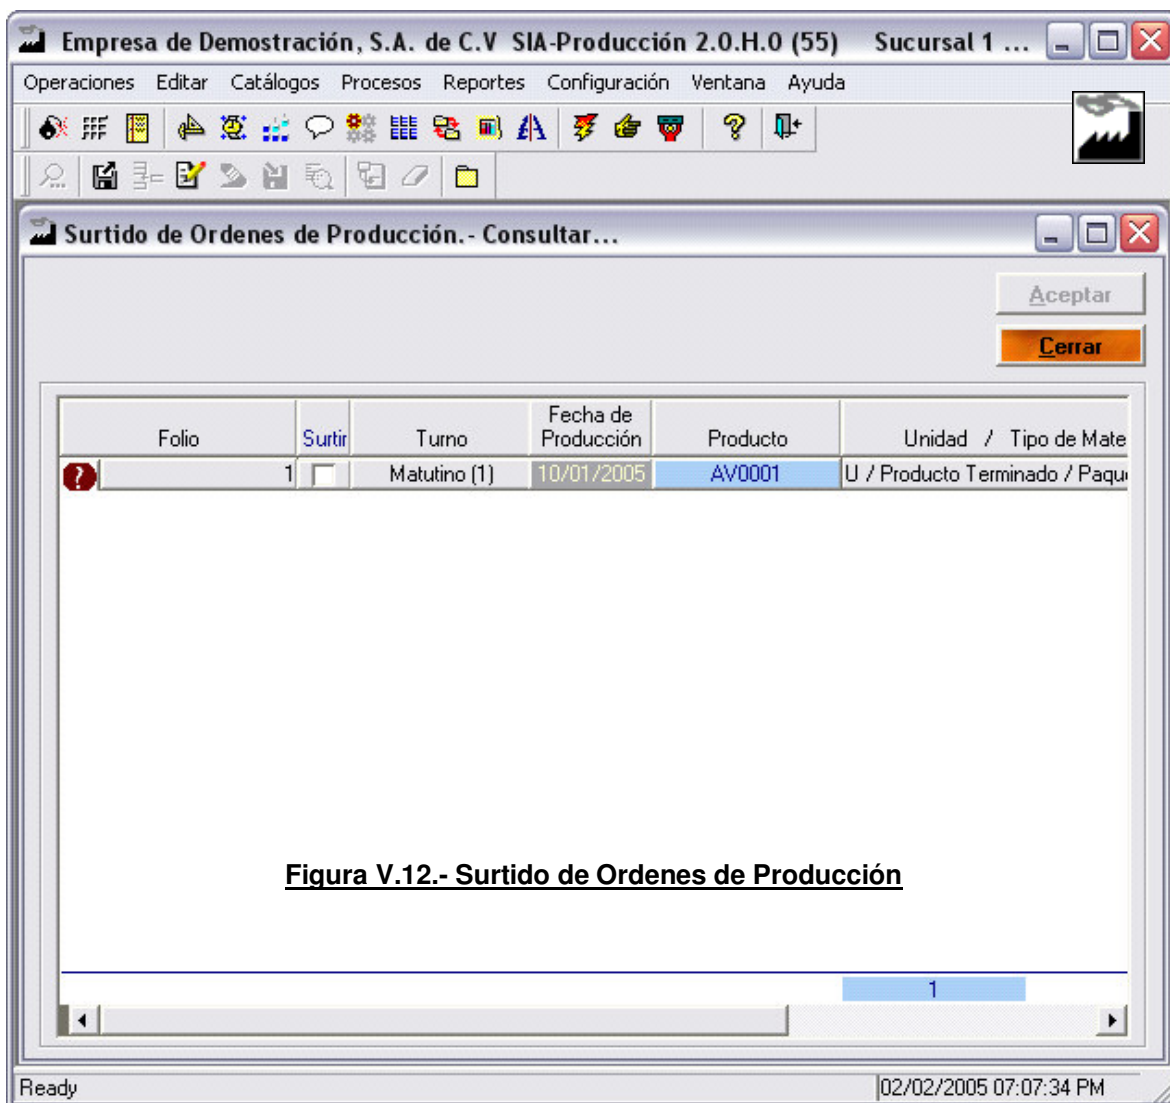 Empresa de Demostración, S.A. de C.V SIA-Producción 2.0.H.0 (55) Sucursal 1 ...
Operaciones Editar Catálogos Procesos Reportes Configuración Ventana Ayuda
Surtido de Ordenes de Producción.- Consultar...
Aceptar
Cerrar
Folio Surtir Turno Fecha de Producción Producto Unidad / Tipo de Mate
1 Matutino (1) 10/01/2005 AV0001 U / Producto Terminado / Paqu
Figura V.12.- Surtido de Ordenes de Producción
1
Ready 02/02/2005 07:07:34 PM